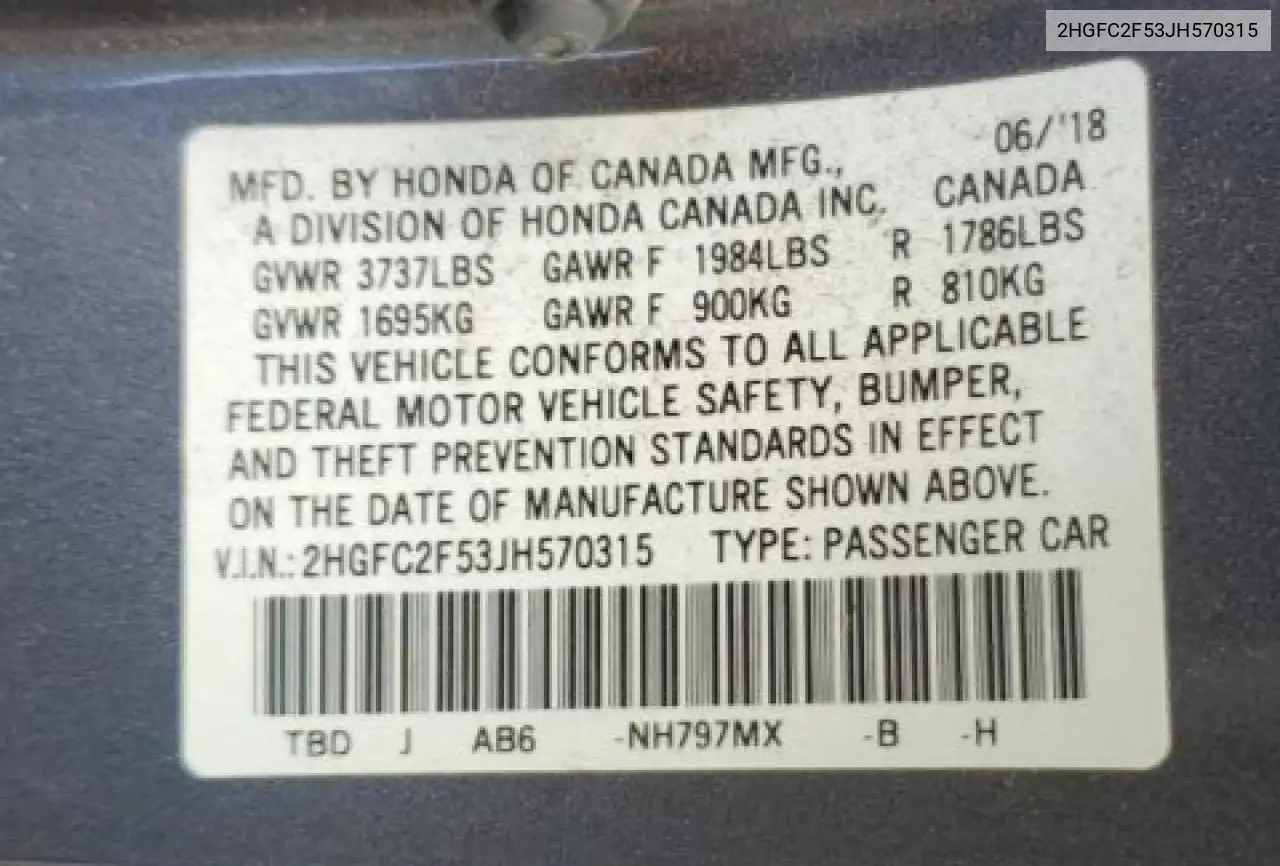 2HGFC2F53JH570315
06/'18
MFD. BY HONDA OF CANADA MFG.,
A DIVISION OF HONDA CANADA INC. CANADA
GVWR 3737LBS GAWR F 1984LBS R 1786LBS
GVWR 1695KG GAWR F 900KG R 810KG
THIS VEHICLE CONFORMS TO ALL APPLICABLE
FEDERAL MOTOR VEHICLE SAFETY, BUMPER,
AND THEFT PREVENTION STANDARDS IN EFFECT
ON THE DATE OF MANUFACTURE SHOWN ABOVE.
V.I.N.: 2HGFC2F53JH570315 TYPE: PASSENGER CAR
TBD J AB6 -NH797MX -B -H